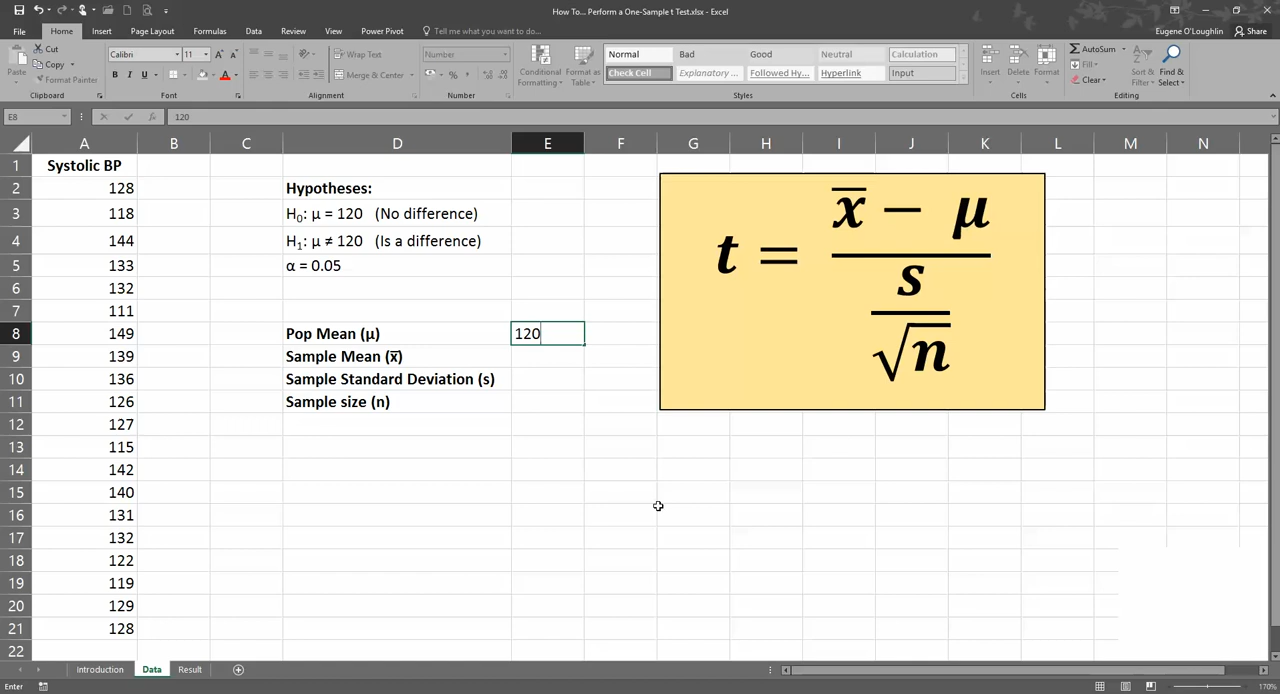 How To... Perform a One-Sample t Test.xlsx - Excel
File Home Insert Page Layout Formulas Data Review View Power Pivot Tell me what you want to do... Eugene O'Loughlin Share
Paste Cut Copy Format Painter Clipboard
Calibri 11 B I U A Font
Wrap Text Merge & Center Alignment
Number % Number
Conditional Formatting Format as Table Normal Bad Good Neutral Calculation
Check Cell Explanatory ... Followed Hy... Hyperlink Input Styles
Insert Delete Format Cells
AutoSum Fill Clear Sort & Filter Find & Select Editing
E8 fx 120
A B C D E F G H I J K L M N
1 Systolic BP
2 128 Hypotheses:
3 118 H₀: μ = 120 (No difference)
4 144 H₁: μ ≠ 120 (Is a difference)
5 133 α = 0.05
6 132
7 111
8 149 Pop Mean (μ) 120
9 139 Sample Mean (x̅)
10 136 Sample Standard Deviation (s)
11 126 Sample size (n)
12 127
13 115
14 142
15 140
16 131
17 132
18 122
19 119
20 129
21 128
22
x̅ − μ
t =
s
√n
Introduction Data Result
Enter 170%